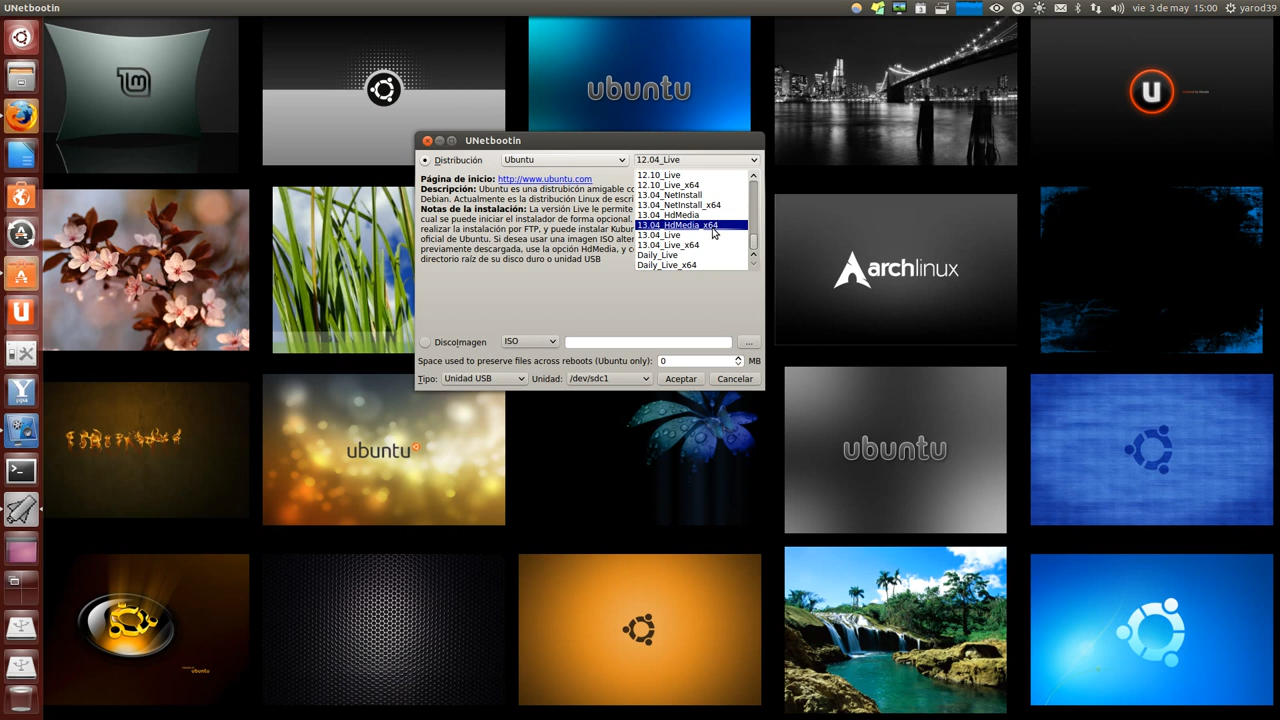 UNetbootin
vie 3 de may 15:00
yarod39
ubuntu
U
UNetbootin
Distribución
Ubuntu
12.04_Live
Página de inicio: http://www.ubuntu.com
Descripción: Ubuntu es una distrubicón amigable co
Debian. Actualmente es la distribución Linux de escri
Notas de la instalación: La versión Live le permite
cual se puede iniciar el instalador de forma opcional.
realizar la instalación por FTP, y puede instalar Kubu
oficial de Ubuntu. Si desea usar una imagen ISO alter
previamente descargada, use la opción HdMedia, y c
directorio raíz de su disco duro o unidad USB
12.10_Live
12.10_Live_x64
13.04_NetInstall
13.04_NetInstall_x64
13.04_HdMedia
13.04_HdMedia_x64
13.04_Live
13.04_Live_x64
Daily_Live
Daily_Live_x64
archlinux
DiscoImagen
ISO
...
Space used to preserve files across reboots (Ubuntu only):
0
MB
Tipo:
Unidad USB
Unidad:
/dev/sdc1
Aceptar
Cancelar
ubuntu
ubuntu
ubuntu